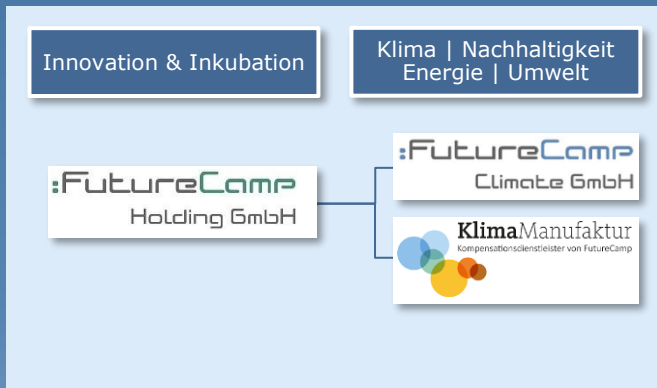 Innovation & Inkubation
Klima | Nachhaltigkeit
Energie | Umwelt
:FutureCamp
Holding GmbH
:FutureCamp
Climate GmbH
KlimaManufaktur
Kompensationsdienstleister von FutureCamp